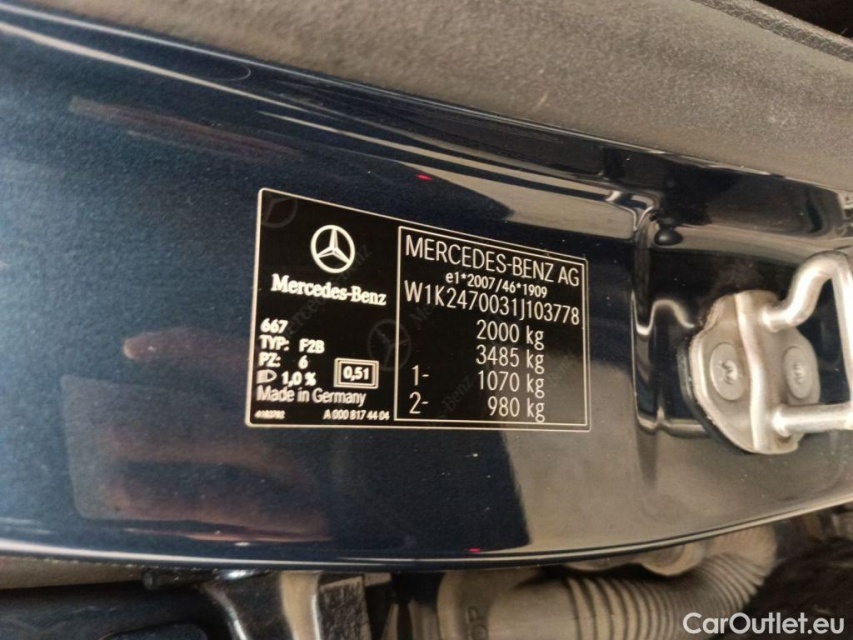 Mercedes-Benz
667
TYP: F2B
PZ: 6
1,0 %
0,51
Made in Germany
A 000 817 44 04
MERCEDES-BENZ AG
e1*2007/46*1909
W1K2470031J103778
2000 kg
3485 kg
1- 1070 kg
2- 980 kg
CarOutlet.eu